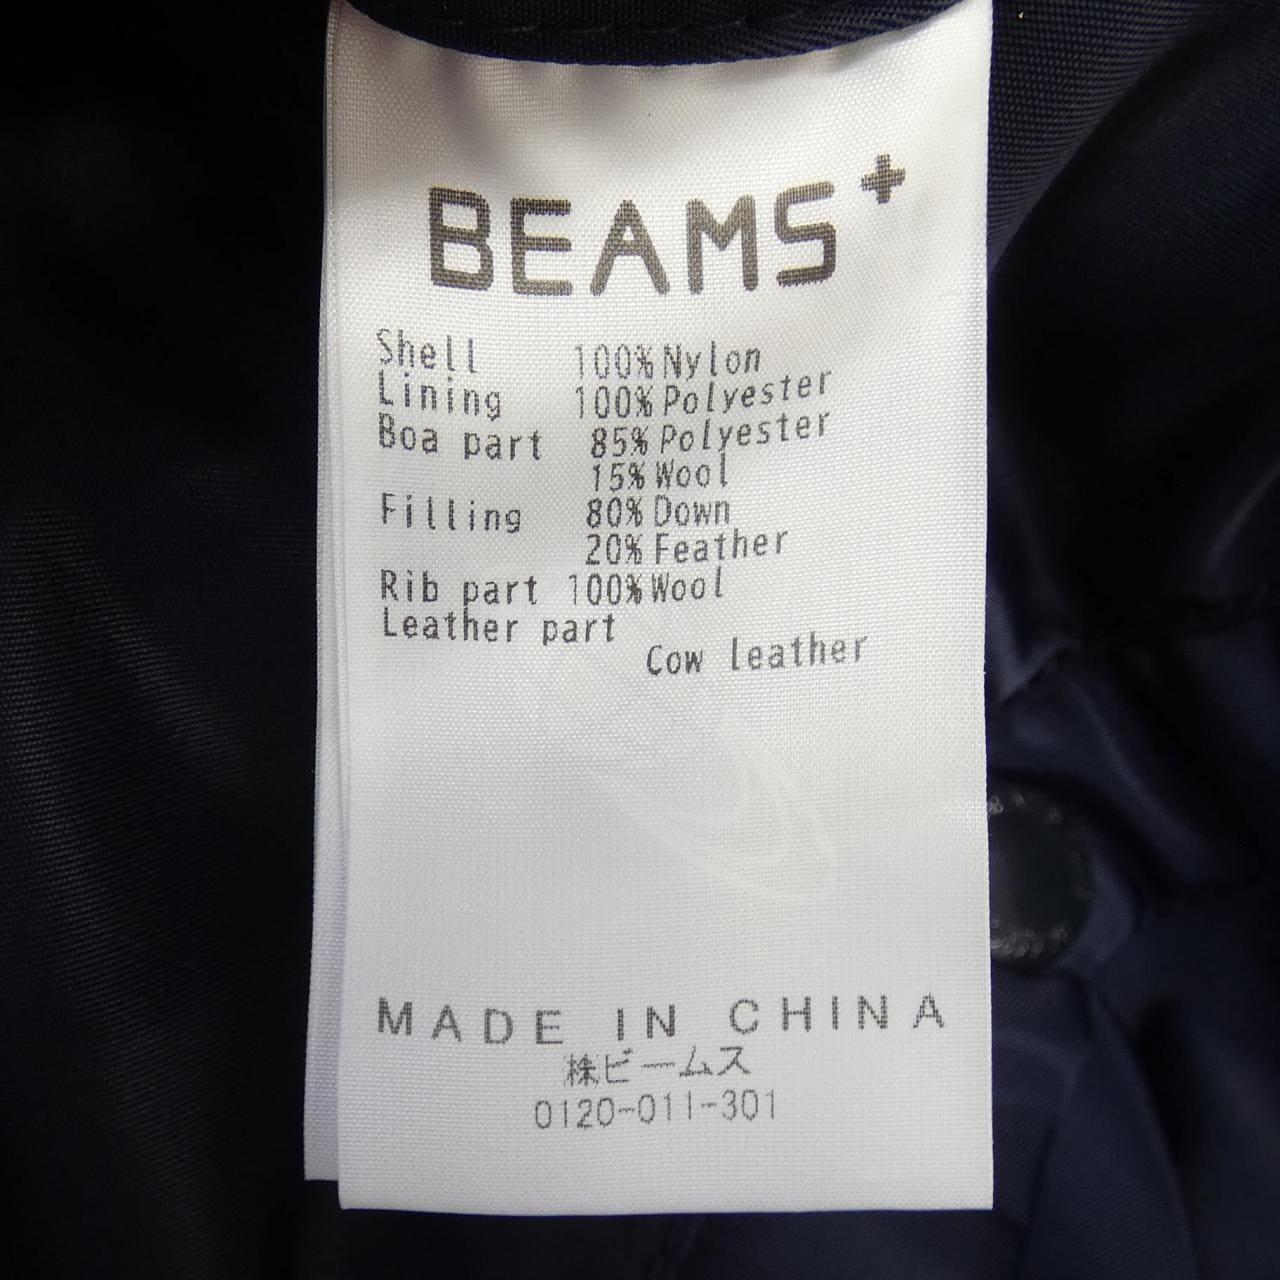 BEAMS+
Shell 100% Nylon
Lining 100% Polyester
Boa part 85% Polyester
15% Wool
Filling 80% Down
20% Feather
Rib part 100% Wool
Leather part
Cow leather
MADE IN CHINA
株ビームス
0120-011-301